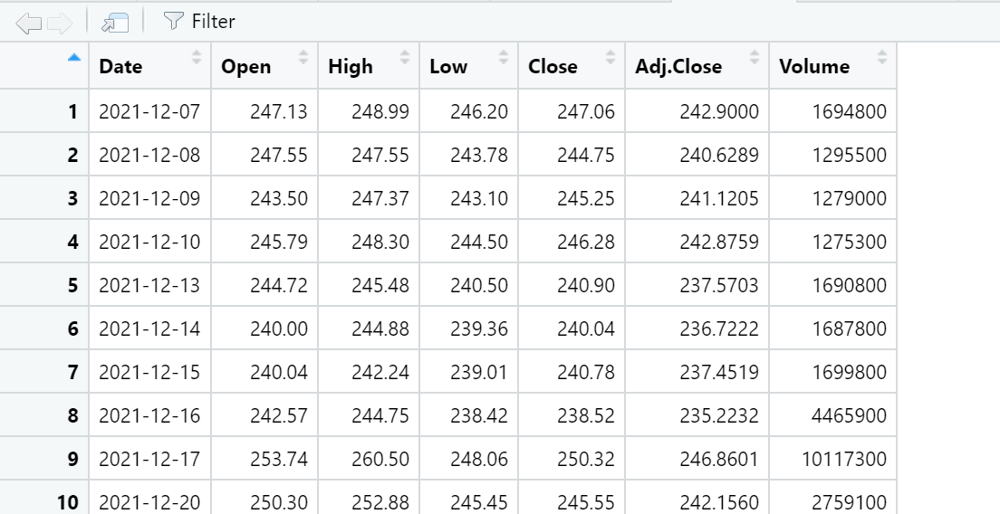 Filter
Date Open High Low Close Adj.Close Volume
1 2021-12-07 247.13 248.99 246.20 247.06 242.9000 1694800
2 2021-12-08 247.55 247.55 243.78 244.75 240.6289 1295500
3 2021-12-09 243.50 247.37 243.10 245.25 241.1205 1279000
4 2021-12-10 245.79 248.30 244.50 246.28 242.8759 1275300
5 2021-12-13 244.72 245.48 240.50 240.90 237.5703 1690800
6 2021-12-14 240.00 244.88 239.36 240.04 236.7222 1687800
7 2021-12-15 240.04 242.24 239.01 240.78 237.4519 1699800
8 2021-12-16 242.57 244.75 238.42 238.52 235.2232 4465900
9 2021-12-17 253.74 260.50 248.06 250.32 246.8601 10117300
10 2021-12-20 250.30 252.88 245.45 245.55 242.1560 2759100